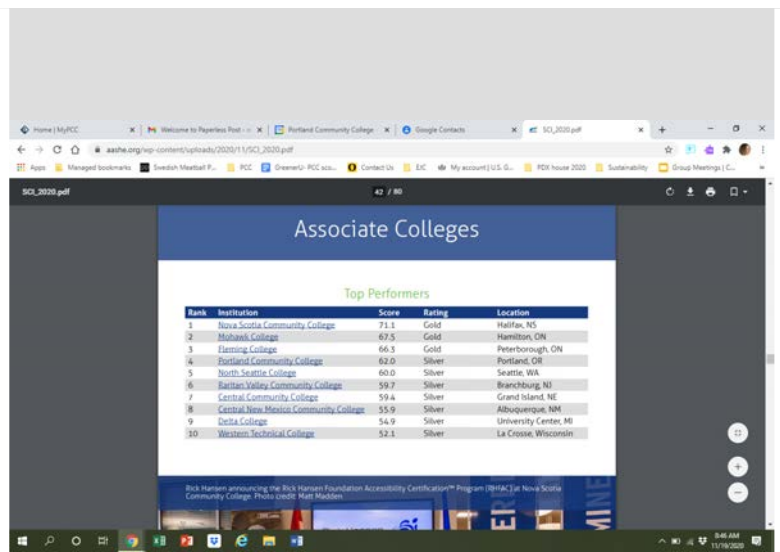 Home | MyPCC
Welcome to Paperless Post -
Portland Community College
Google Contacts
SCI_2020.pdf
aashe.org/wp-content/uploads/2020/11/SCI_2020.pdf
Apps Managed bookmarks Swedish Meatball P... PCC GreenerU- PCC sco... Contact Us EIC My account | U.S. G... PDX house 2020 Sustainability Group Meetings | C...
SCI_2020.pdf 42 / 80
Associate Colleges
Top Performers
Rank Institution Score Rating Location
1 Nova Scotia Community College 71.1 Gold Halifax, NS
2 Mohawk College 67.5 Gold Hamilton, ON
3 Fleming College 66.3 Gold Peterborough, ON
4 Portland Community College 62.0 Silver Portland, OR
5 North Seattle College 60.0 Silver Seattle, WA
6 Raritan Valley Community College 59.7 Silver Branchburg, NJ
7 Central Community College 59.4 Silver Grand Island, NE
8 Central New Mexico Community College 55.9 Silver Albuquerque, NM
9 Delta College 54.9 Silver University Center, MI
10 Western Technical College 52.1 Silver La Crosse, Wisconsin
Rick Hansen announcing the Rick Hansen Foundation Accessibility Certification™ Program (RHFAC) at Nova Scotia
Community College. Photo credit: Matt Madden
8:46 AM
11/19/2020